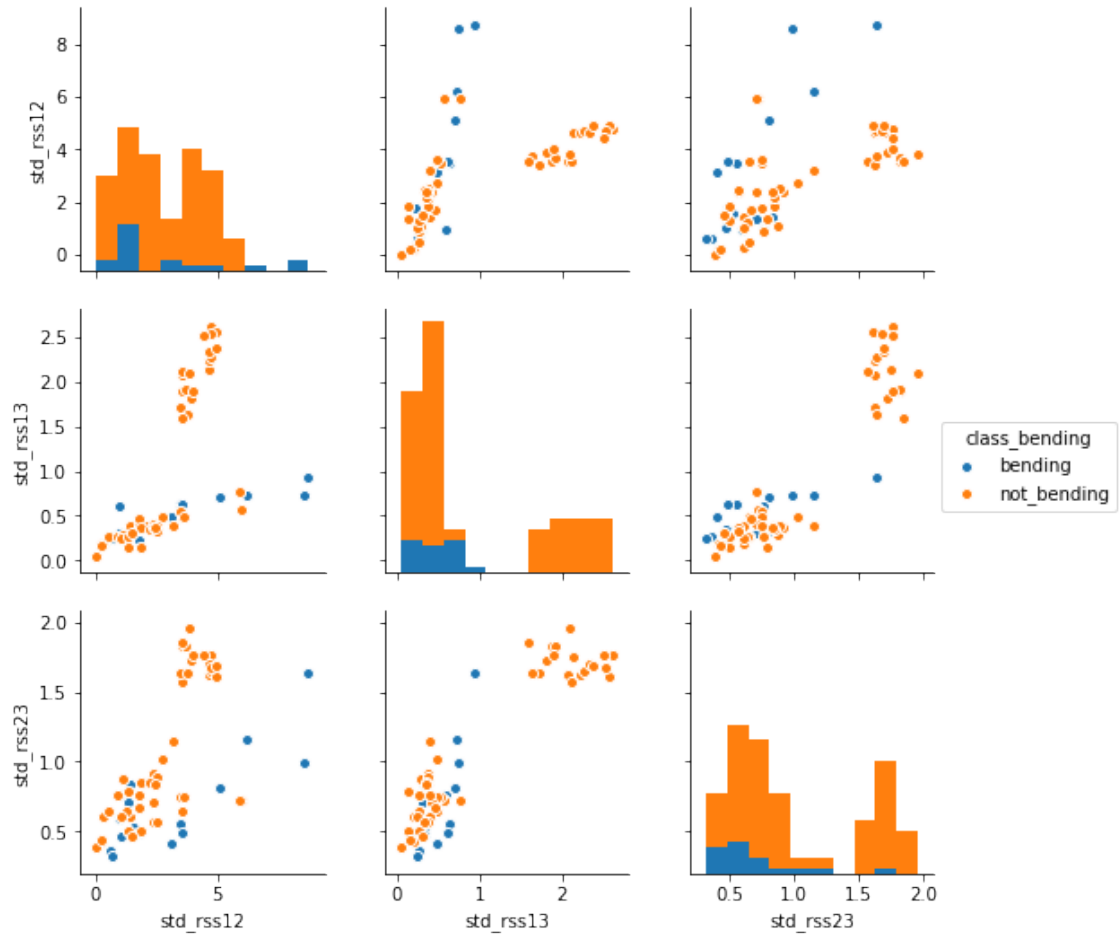 8
6
4
2
0
std_rss12
2.5
2.0
1.5
1.0
0.5
0.0
std_rss13
class_bending
bending
not_bending
2.0
1.5
1.0
0.5
std_rss23
0 5
std_rss12
0 1 2
std_rss13
0.5 1.0 1.5 2.0
std_rss23